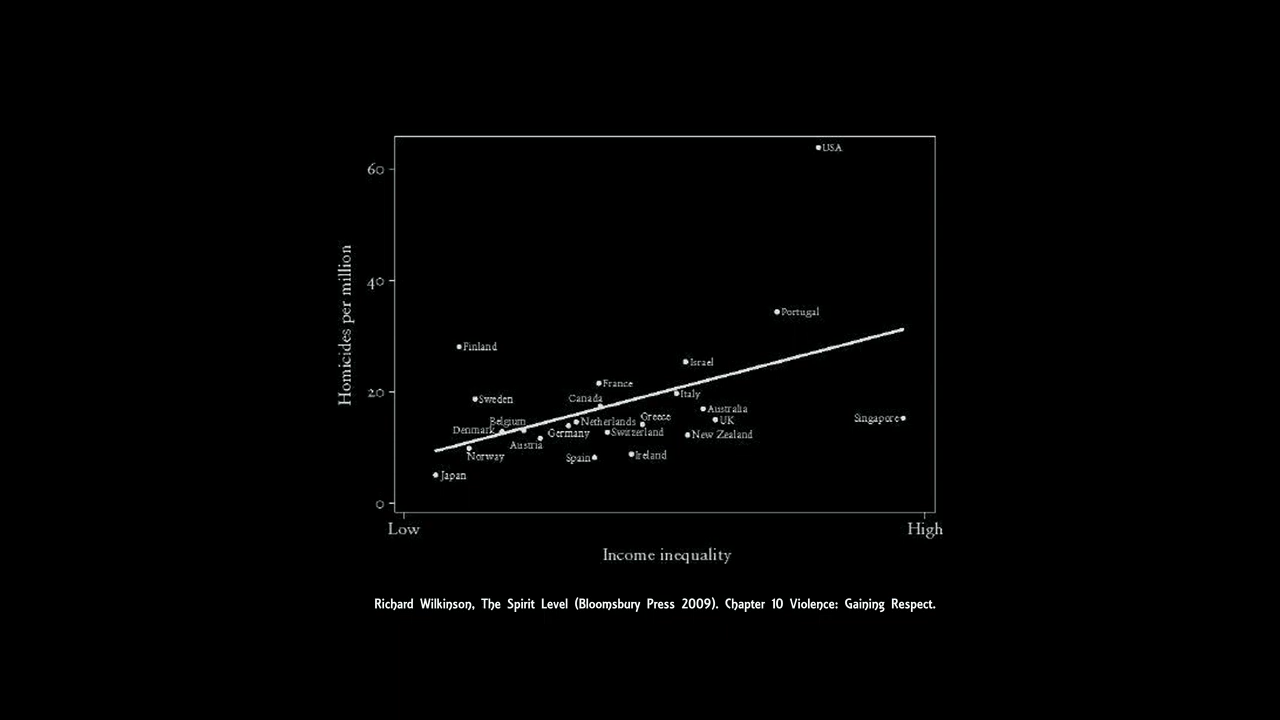 USA
60
Homicides per million
40
Portugal
Finland
Israel
France
20
Canada
Italy
Sweden
Australia
Belgium
Greece
Singapore
Netherlands
UK
Denmark
Germany
Switzerland
New Zealand
Austria
Norway
Spain
Ireland
Japan
0
Low
High
Income inequality
Richard Wilkinson, The Spirit Level (Bloomsbury Press 2009). Chapter 10 Violence: Gaining Respect.